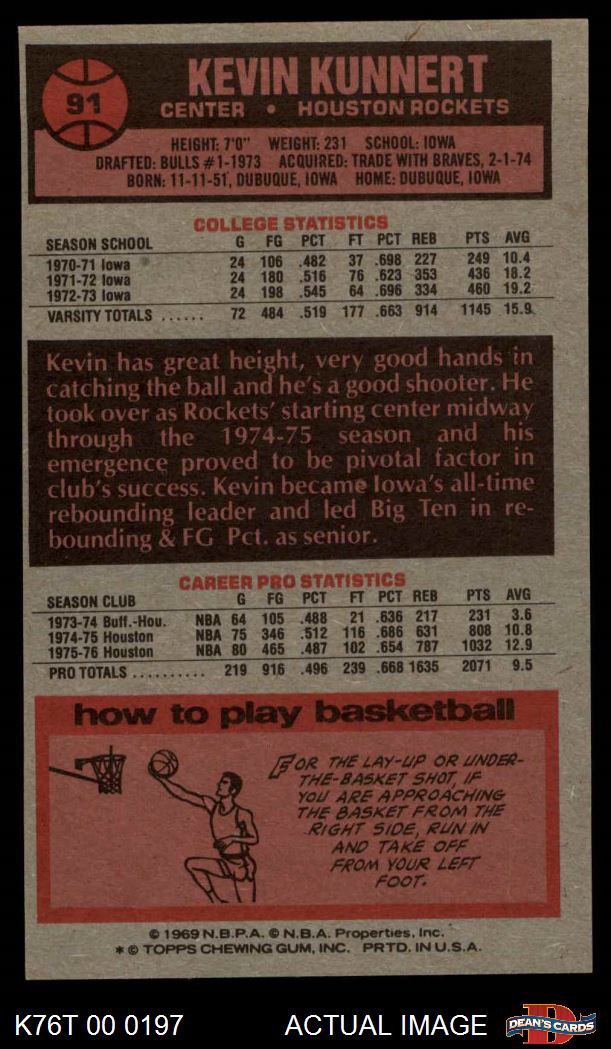 91
KEVIN KUNNERT
CENTER • HOUSTON ROCKETS
HEIGHT: 7'0" WEIGHT: 231 SCHOOL: IOWA
DRAFTED: BULLS #1-1973 ACQUIRED: TRADE WITH BRAVES, 2-1-74
BORN: 11-11-51, DUBUQUE, IOWA HOME: DUBUQUE, IOWA
COLLEGE STATISTICS
SEASON SCHOOL G FG PCT FT PCT REB PTS AVG
1970-71 Iowa 24 106 .482 37 .698 227 249 10.4
1971-72 Iowa 24 180 .516 76 .623 353 436 18.2
1972-73 Iowa 24 198 .545 64 .696 334 460 19.2
VARSITY TOTALS ...... 72 484 .519 177 .663 914 1145 15.9
Kevin has great height, very good hands in
catching the ball and he's a good shooter. He
took over as Rockets' starting center midway
through the 1974-75 season and his
emergence proved to be pivotal factor in
club's success. Kevin became Iowa's all-time
rebounding leader and led Big Ten in re-
bounding & FG Pct. as senior.
CAREER PRO STATISTICS
SEASON CLUB G FG PCT FT PCT REB PTS AVG
1973-74 Buff.-Hou. NBA 64 105 .488 21 .636 217 231 3.6
1974-75 Houston NBA 75 346 .512 116 .686 631 808 10.8
1975-76 Houston NBA 80 465 .487 102 .654 787 1032 12.9
PRO TOTALS .......... 219 916 .496 239 .668 1635 2071 9.5
how to play basketball
FOR THE LAY-UP OR UNDER-
THE-BASKET SHOT, IF
YOU ARE APPROACHING
THE BASKET FROM THE
RIGHT SIDE, RUN IN
AND TAKE OFF
FROM YOUR LEFT
FOOT.
© 1969 N.B.P.A. © N.B.A. Properties, Inc.
* © TOPPS CHEWING GUM, INC. PRTD. IN U.S.A.
K76T 00 0197 ACTUAL IMAGE D DEAN'S CARDS